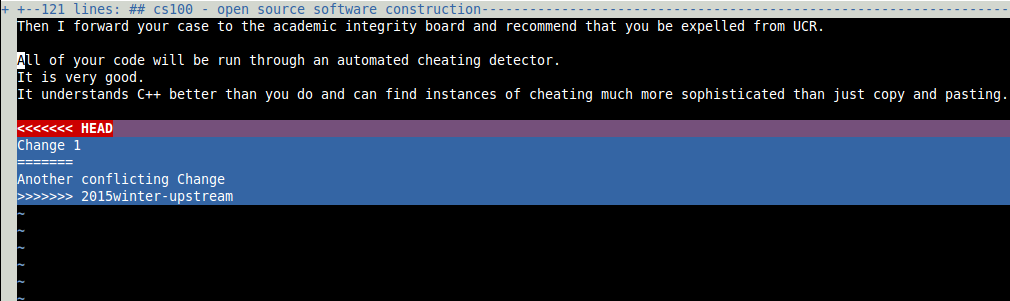 + +--121 lines: ## cs100 - open source software construction------------------------------------------------------------------
Then I forward your case to the academic integrity board and recommend that you be expelled from UCR.
All of your code will be run through an automated cheating detector.
It is very good.
It understands C++ better than you do and can find instances of cheating much more sophisticated than just copy and pasting.
<<<<<<< HEAD
Change 1
=======
Another conflicting Change
>>>>>>> 2015winter-upstream
~
~
~
~
~
~